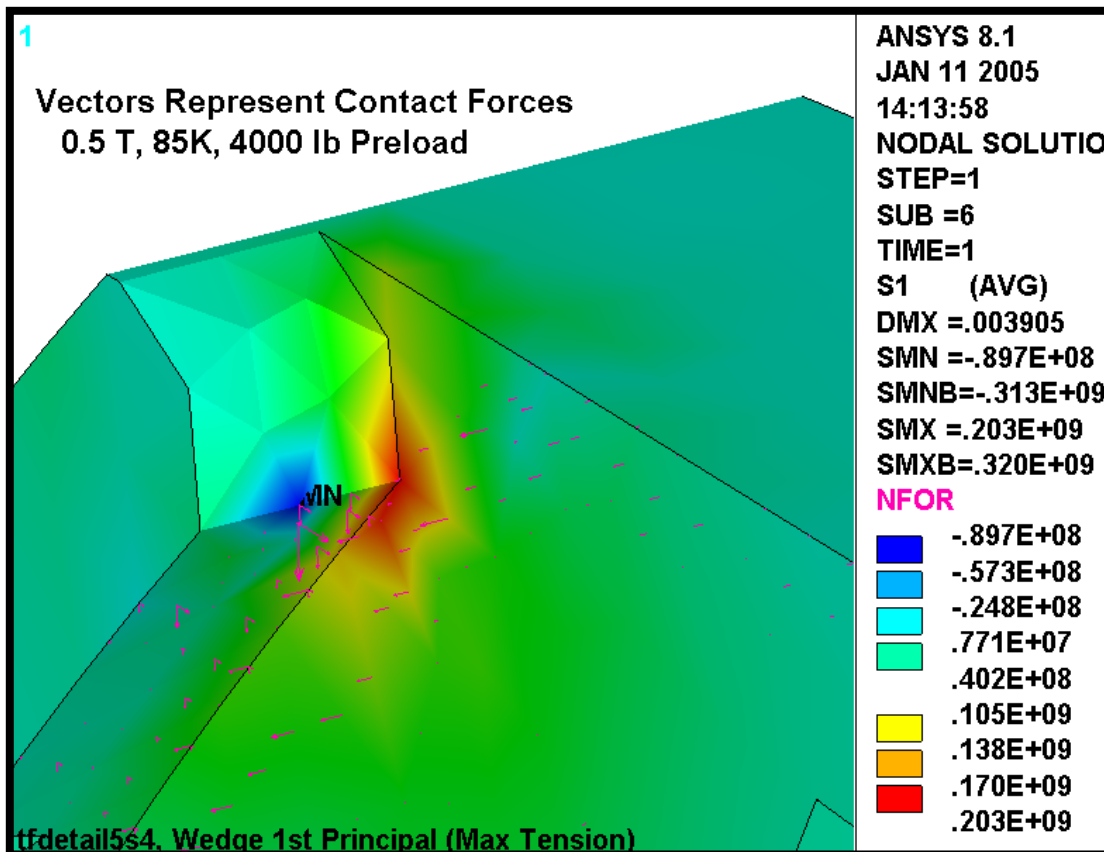 1
Vectors Represent Contact Forces
0.5 T, 85K, 4000 lb Preload
MN
tfdetail5s4, Wedge 1st Principal (Max Tension)
ANSYS 8.1
JAN 11 2005
14:13:58
NODAL SOLUTIO
STEP=1
SUB =6
TIME=1
S1 (AVG)
DMX =.003905
SMN =-.897E+08
SMNB=-.313E+09
SMX =.203E+09
SMXB=.320E+09
NFOR
-.897E+08
-.573E+08
-.248E+08
.771E+07
.402E+08
.105E+09
.138E+09
.170E+09
.203E+09